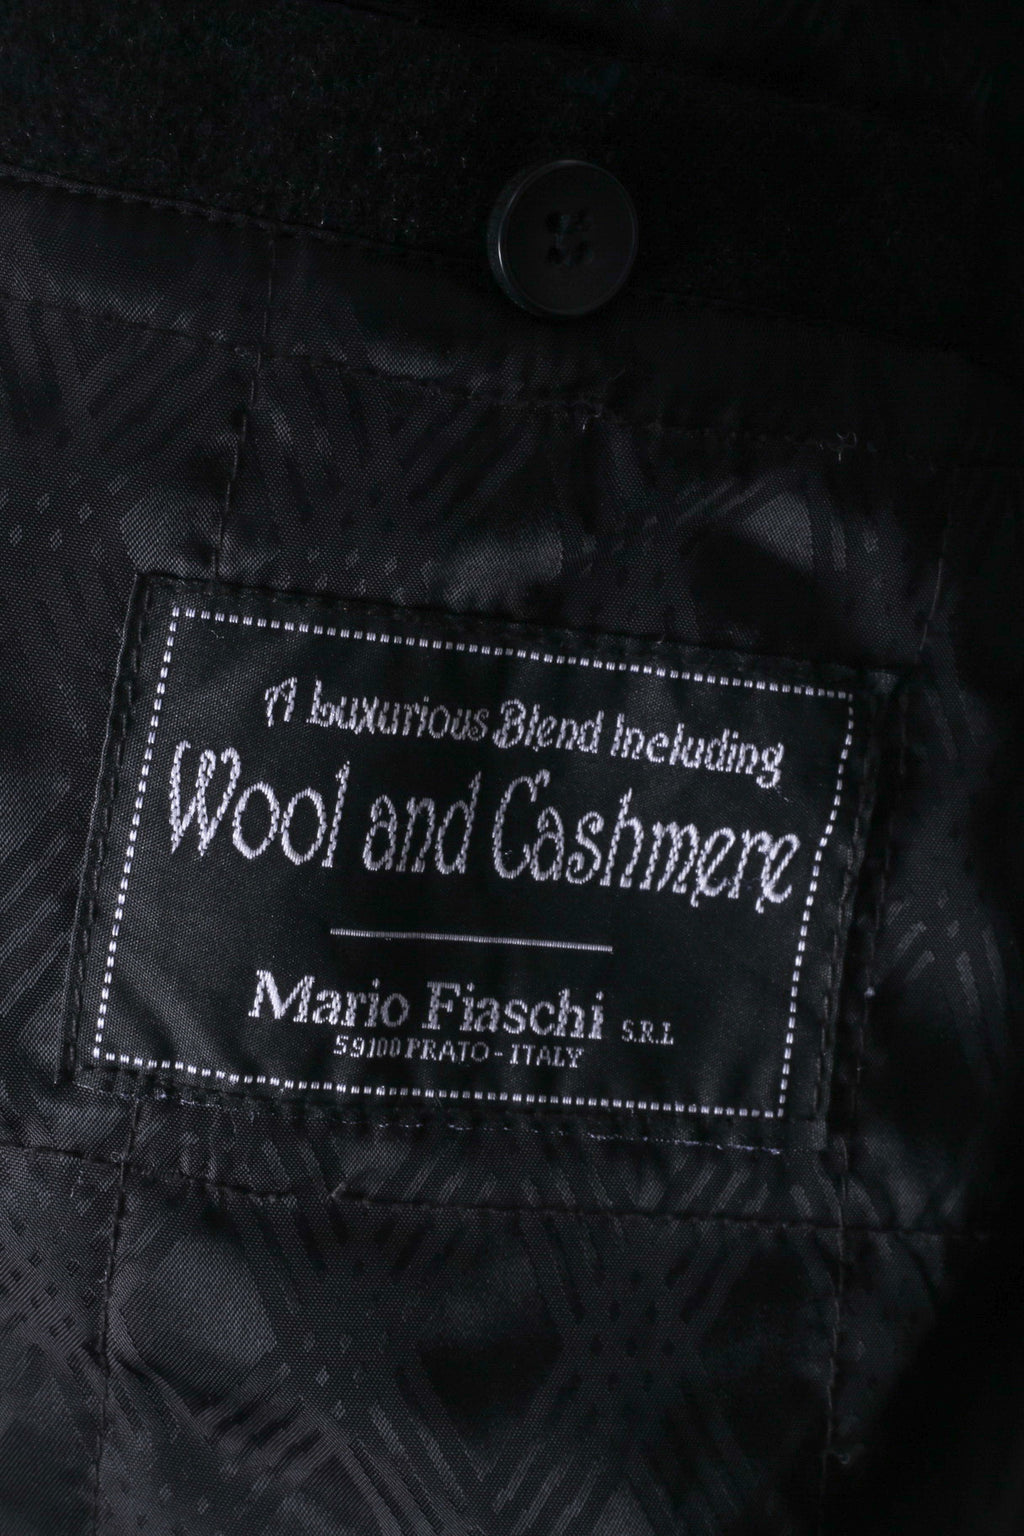 A Luxurious Blend Including
Wool and Cashmere
Mario Fiaschi S.R.L
59100 PRATO - ITALY